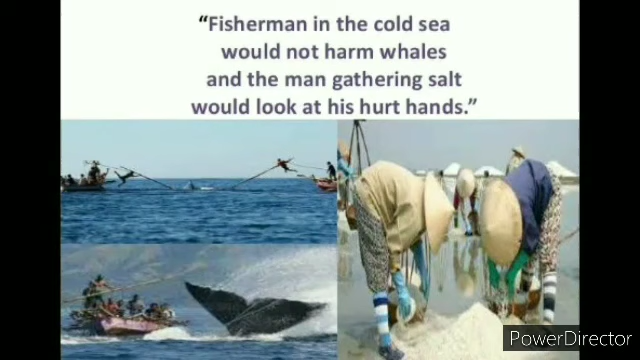 “Fisherman in the cold sea
would not harm whales
and the man gathering salt
would look at his hurt hands.”
PowerDirector